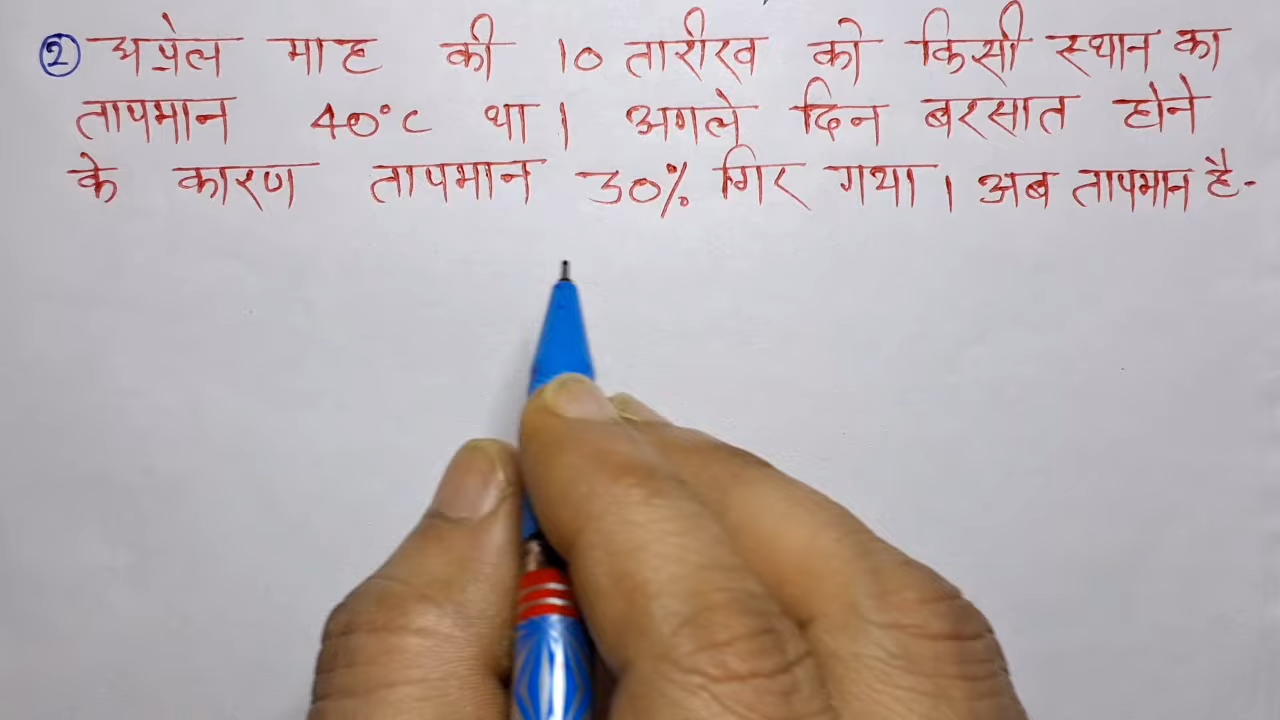 ② अप्रेल माह की 10 तारीख को किसी स्थान का
तापमान 40°C था। अगले दिन बरसात होने
के कारण तापमान 30% गिर गया। अब तापमान है-